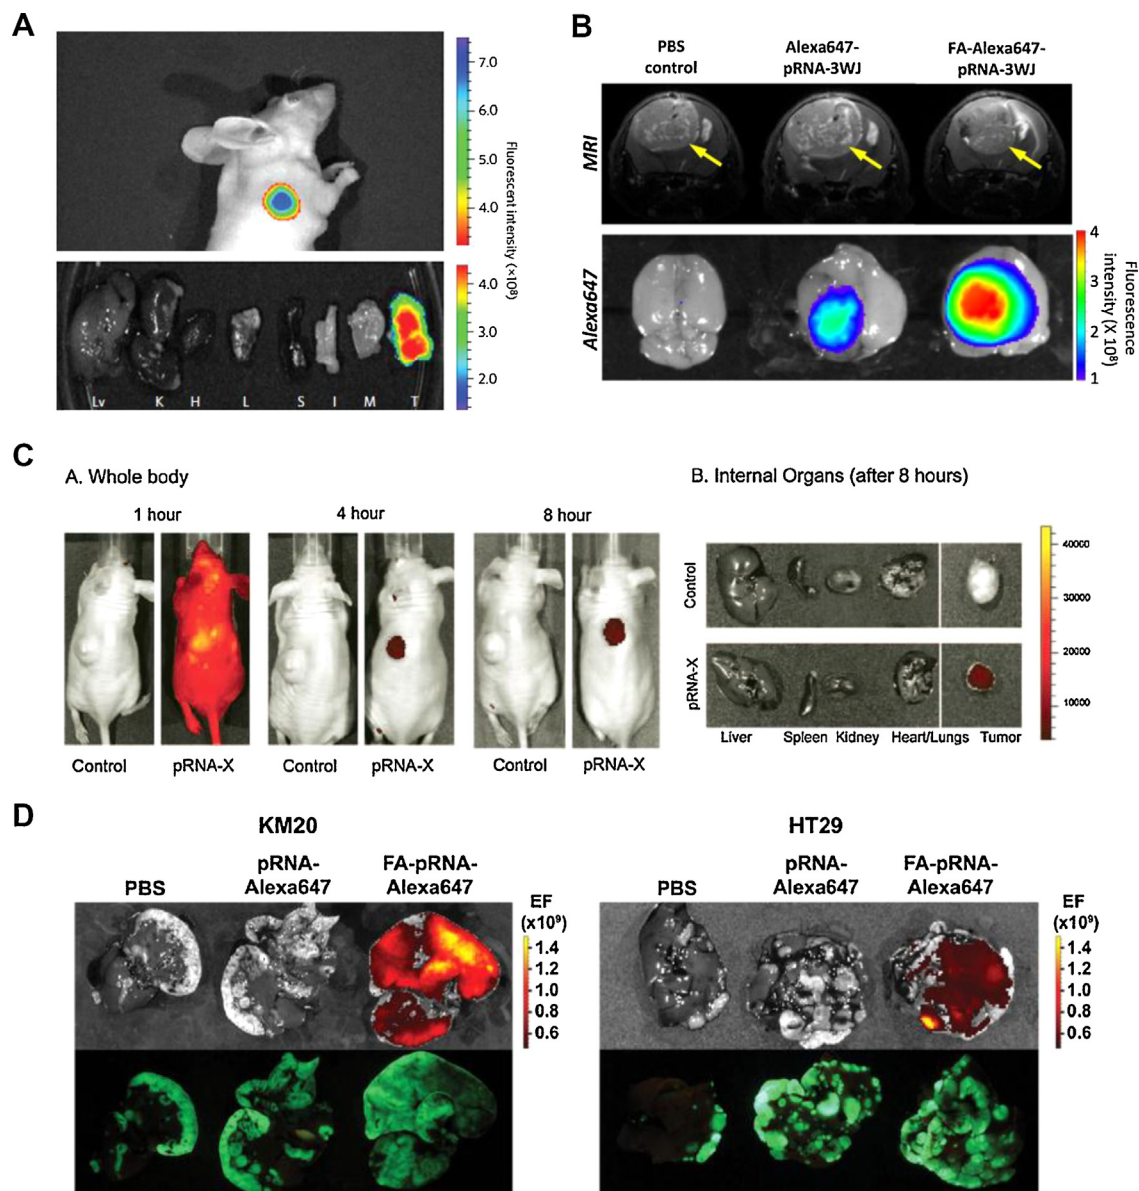 A
7.0
6.0
5.0
4.0
Fluorescent intensity (×10⁸)
4.0
3.0
2.0
Lv K H L S I M T
B
PBS
control
Alexa647-
pRNA-3WJ
FA-Alexa647-
pRNA-3WJ
MRI
Alexa647
4
3
2
1
Fluorescence
intensity (X 10⁸)
C
A. Whole body
1 hour
4 hour
8 hour
Control
pRNA-X
Control
pRNA-X
Control
pRNA-X
B. Internal Organs (after 8 hours)
Control
pRNA-X
Liver Spleen Kidney Heart/Lungs Tumor
40000
30000
20000
10000
D
KM20
PBS
pRNA-
Alexa647
FA-pRNA-
Alexa647
EF
(x10⁹)
1.4
1.2
1.0
0.8
0.6
HT29
PBS
pRNA-
Alexa647
FA-pRNA-
Alexa647
EF
(x10⁹)
1.4
1.2
1.0
0.8
0.6